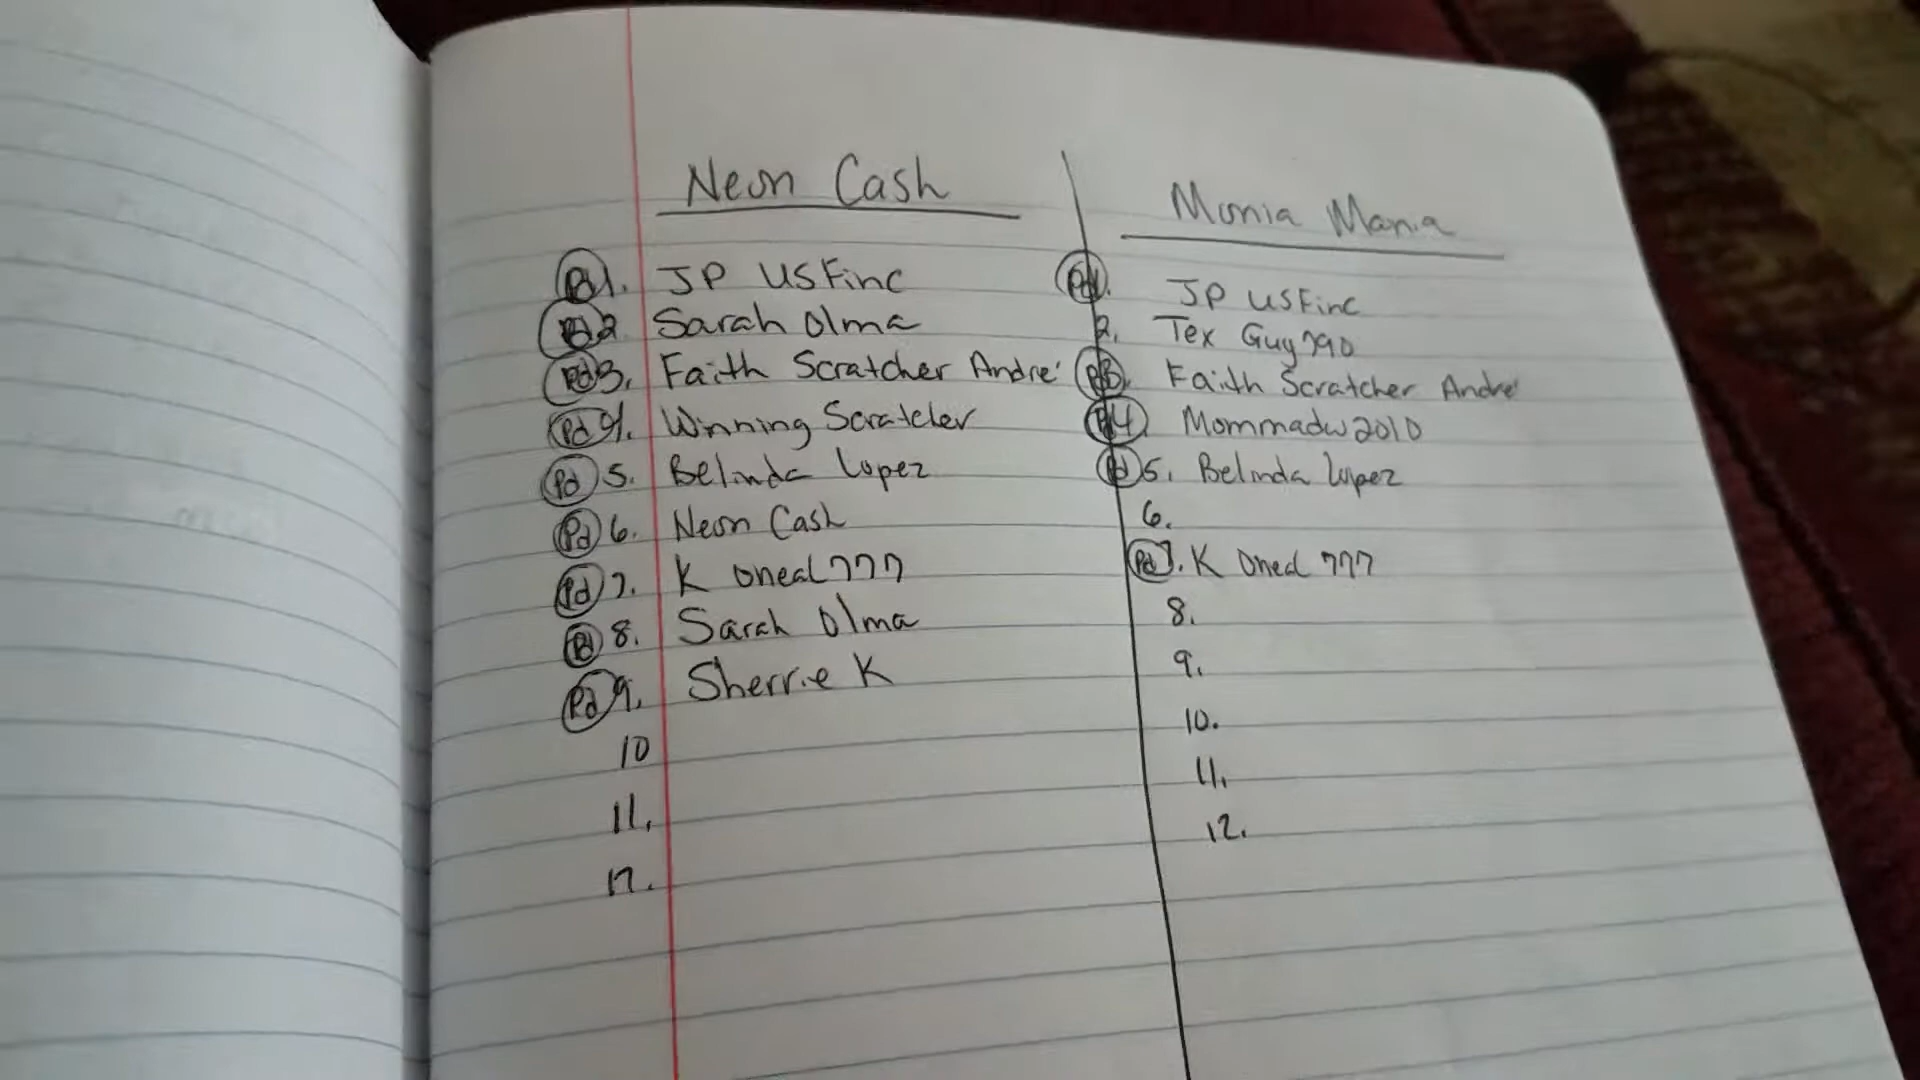 Neon Cash
Pd 1. JP USFinc
Pd 2 Sarah Olma
Pd 3. Faith Scratcher Andre'
Pd 4. Winning Scratcher
Pd 5. Belinda Lopez
Pd 6. Neon Cash
Pd 7. K Oneal 777
Pd 8. Sarah Olma
Pd 9. Sherrie K
10
11.
12.
Monia Mania
Pd 1. JP USFinc
2. Tex Guy 790
Pd 3. Faith Scratcher Andre'
Pd 4. Mommadw2010
Pd 5. Belinda Lopez
6.
Pd 7. K Oneal 777
8.
9.
10.
11.
12.